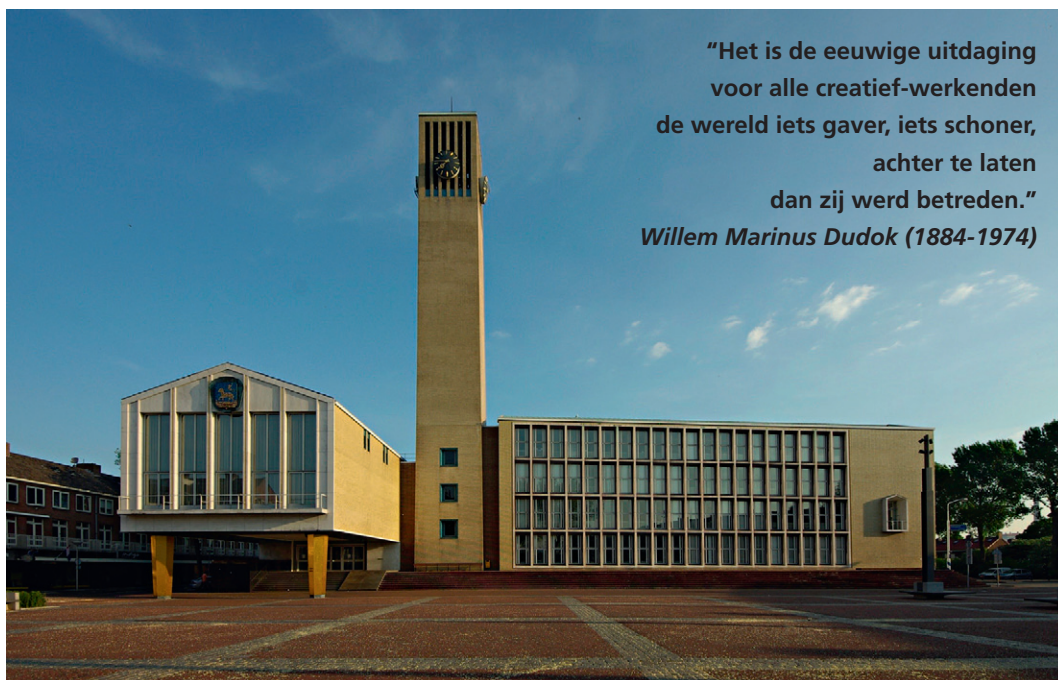 "Het is de eeuwige uitdaging
voor alle creatief-werkenden
de wereld iets gaver, iets schoner,
achter te laten
dan zij werd betreden."
Willem Marinus Dudok (1884-1974)